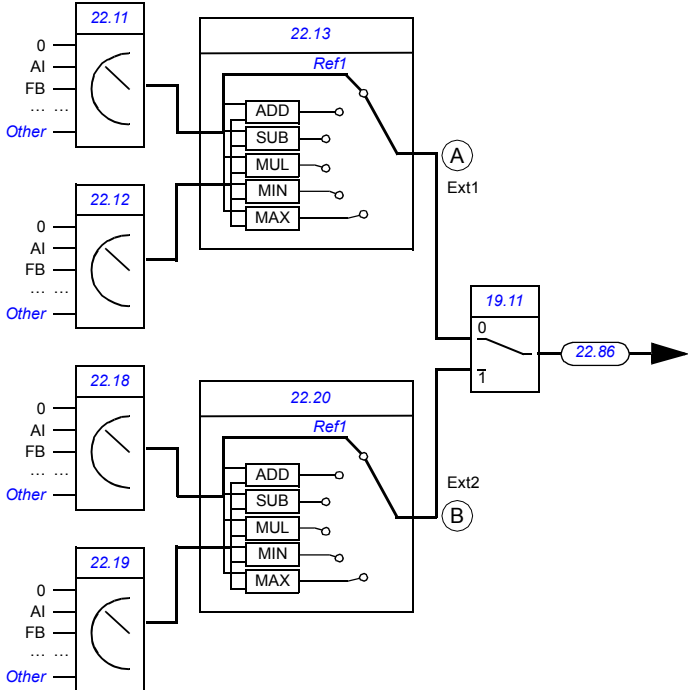 22.11
0
AI
FB
... ...
Other
22.13
Ref1
ADD
SUB
MUL
MIN
MAX
A
Ext1
22.12
0
AI
FB
... ...
Other
19.11
0
1
22.86
22.18
0
AI
FB
... ...
Other
22.20
Ref1
ADD
SUB
MUL
MIN
MAX
Ext2
B
22.19
0
AI
FB
... ...
Other